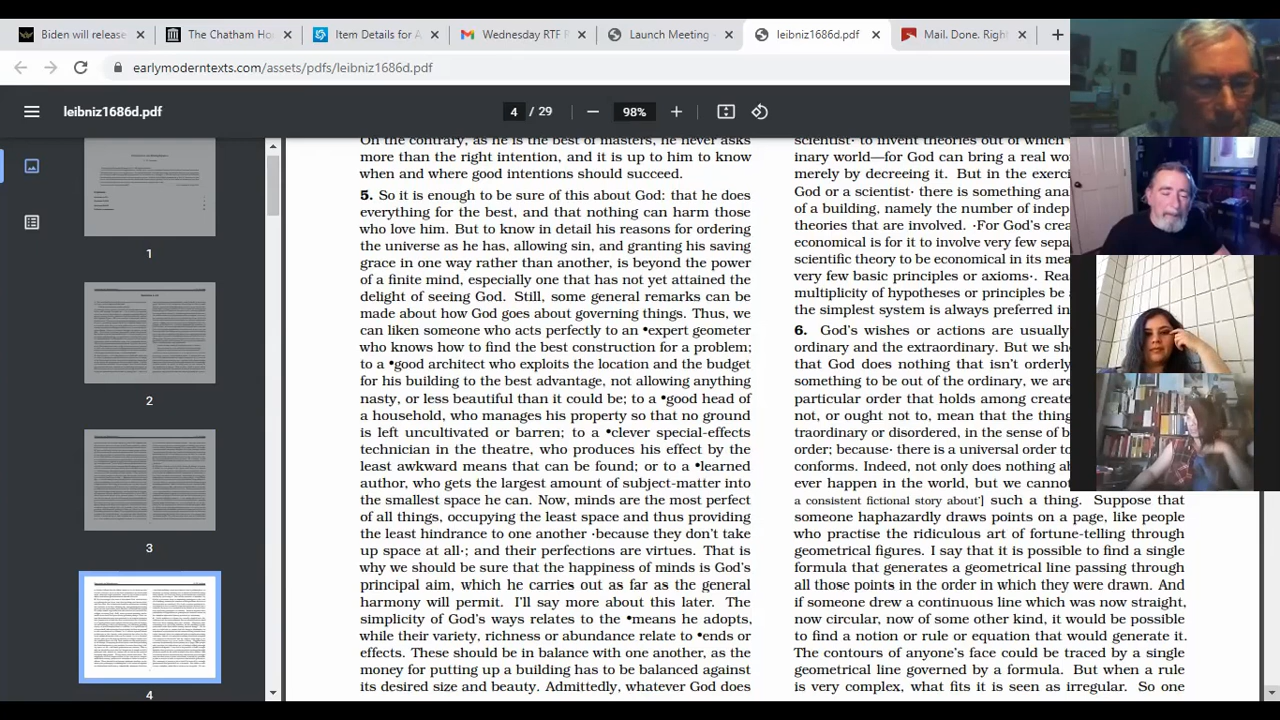 Biden will release
The Chatham Ho
Item Details for A
Wednesday RTF F
Launch Meeting -
leibniz1686d.pdf
Mail. Done. Righ
earlymoderntexts.com/assets/pdfs/leibniz1686d.pdf
leibniz1686d.pdf
4 / 29
98%
1
2
3
4
On the contrary, as he is the best of masters, he never asks
more than the right intention, and it is up to him to know
when and where good intentions should succeed.
5. So it is enough to be sure of this about God: that he does
everything for the best, and that nothing can harm those
who love him. But to know in detail his reasons for ordering
the universe as he has, allowing sin, and granting his saving
grace in one way rather than another, is beyond the power
of a finite mind, especially one that has not yet attained the
delight of seeing God. Still, some general remarks can be
made about how God goes about governing things. Thus, we
can liken someone who acts perfectly to an •expert geometer
who knows how to find the best construction for a problem;
to a •good architect who exploits the location and the budget
for his building to the best advantage, not allowing anything
nasty, or less beautiful than it could be; to a •good head of
a household, who manages his property so that no ground
is left uncultivated or barren; to a •clever special-effects
technician in the theatre, who produces his effect by the
least awkward means that can be found; or to a •learned
author, who gets the largest amount of subject-matter into
the smallest space he can. Now, minds are the most perfect
of all things, occupying the least space and thus providing
the least hindrance to one another ·because they don't take
up space at all·; and their perfections are virtues. That is
why we should be sure that the happiness of minds is God's
principal aim, which he carries out as far as the general
harmony will permit. I'll say more about this later. The
simplicity of God's ways relates to the •means he adopts,
while their variety, richness or abundance relate to •ends or
effects. These should be in balance with one another, as the
money for putting up a building has to be balanced against
its desired size and beauty. Admittedly, whatever God does
scientist· to invent theories out of which
inary world—for God can bring a real wo
merely by decreeing it. But in the exerci
God or a scientist· there is something ana
of a building, namely the number of indep
theories that are involved. ·For God's crea
economical is for it to involve very few sepa
scientific theory to be economical in its mea
very few basic principles or axioms·. Rea
multiplicity of hypotheses or principles be
the simplest system is always preferred in
6. God's wishes or actions are usually
ordinary and the extraordinary. But we sh
that God does nothing that isn't orderly
something to be out of the ordinary, we are
particular order that holds among create
not, or ought not to, mean that the thing
traordinary or disordered, in the sense of b
order; because· there is a universal order to
conforms. Indeed, not only does nothing ab
ever happen in the world, but we cannot
a consistent fictional story about'] such a thing. Suppose that
someone haphazardly draws points on a page, like people
who practise the ridiculous art of fortune-telling through
geometrical figures. I say that it is possible to find a single
formula that generates a geometrical line passing through
all those points in the order in which they were drawn. And
if someone drew a continuous line which was now straight,
now circular, now of some other kind, it would be possible
to find a notion or rule or equation that would generate it.
The contours of anyone's face could be traced by a single
geometrical line governed by a formula. But when a rule
is very complex, what fits it is seen as irregular. So one